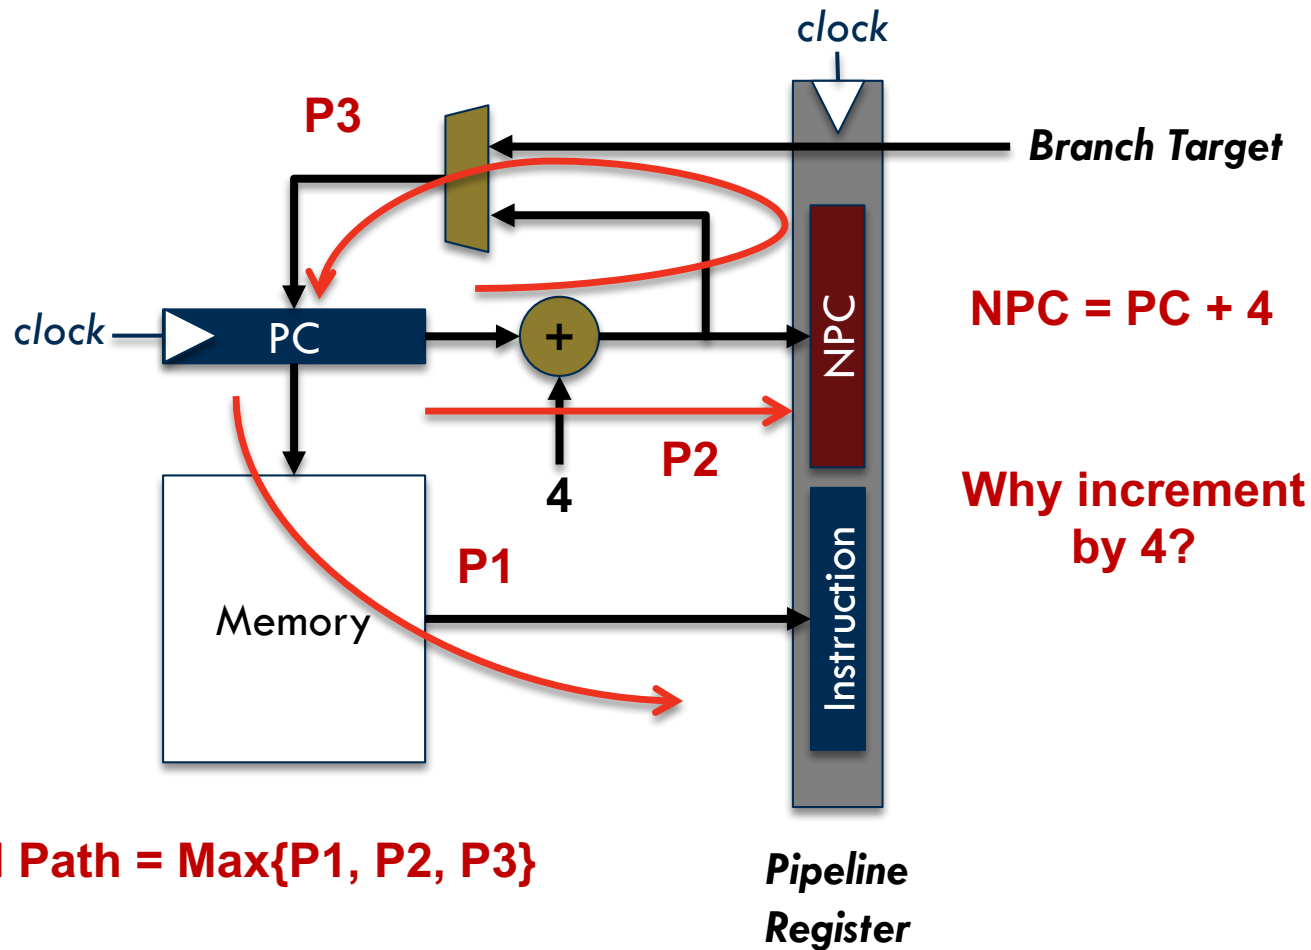 clock
P3
Branch Target
clock
PC
+
NPC
NPC = PC + 4
4
P2
Why increment
by 4?
P1
Memory
Instruction
l Path = Max{P1, P2, P3}
Pipeline
Register